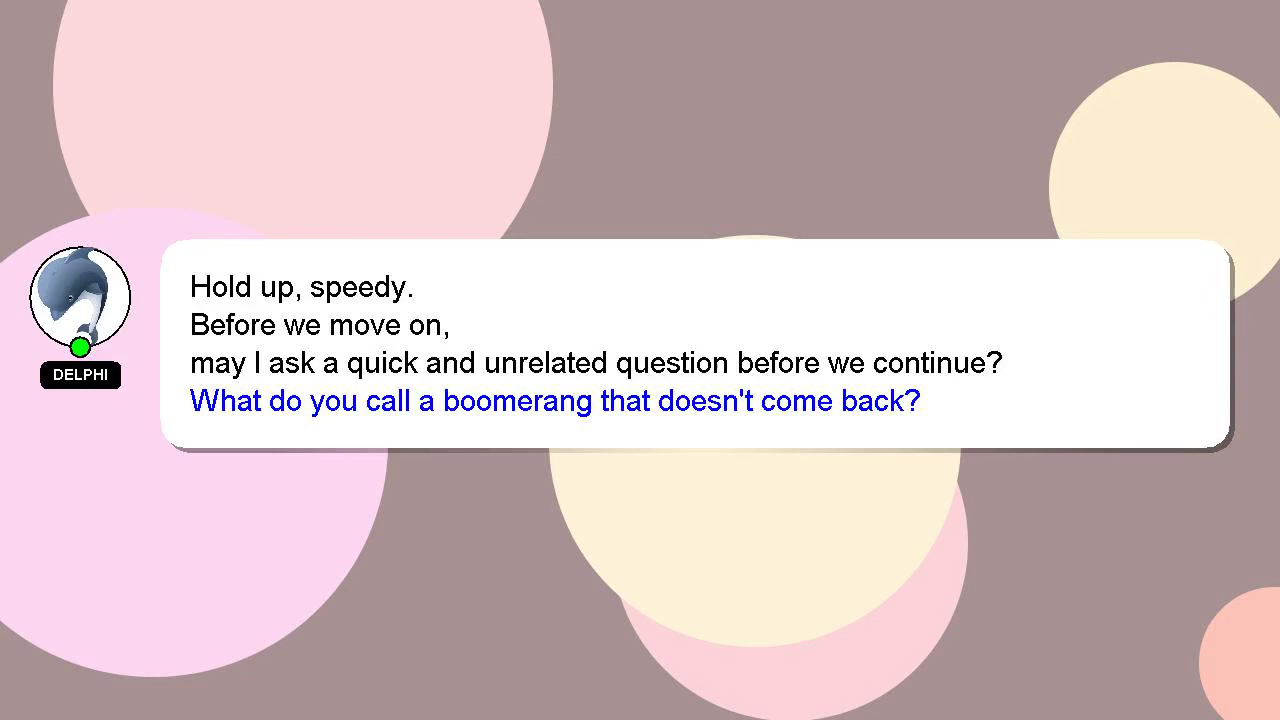 Hold up, speedy.
Before we move on,
may I ask a quick and unrelated question before we continue?
What do you call a boomerang that doesn't come back?
DELPHI